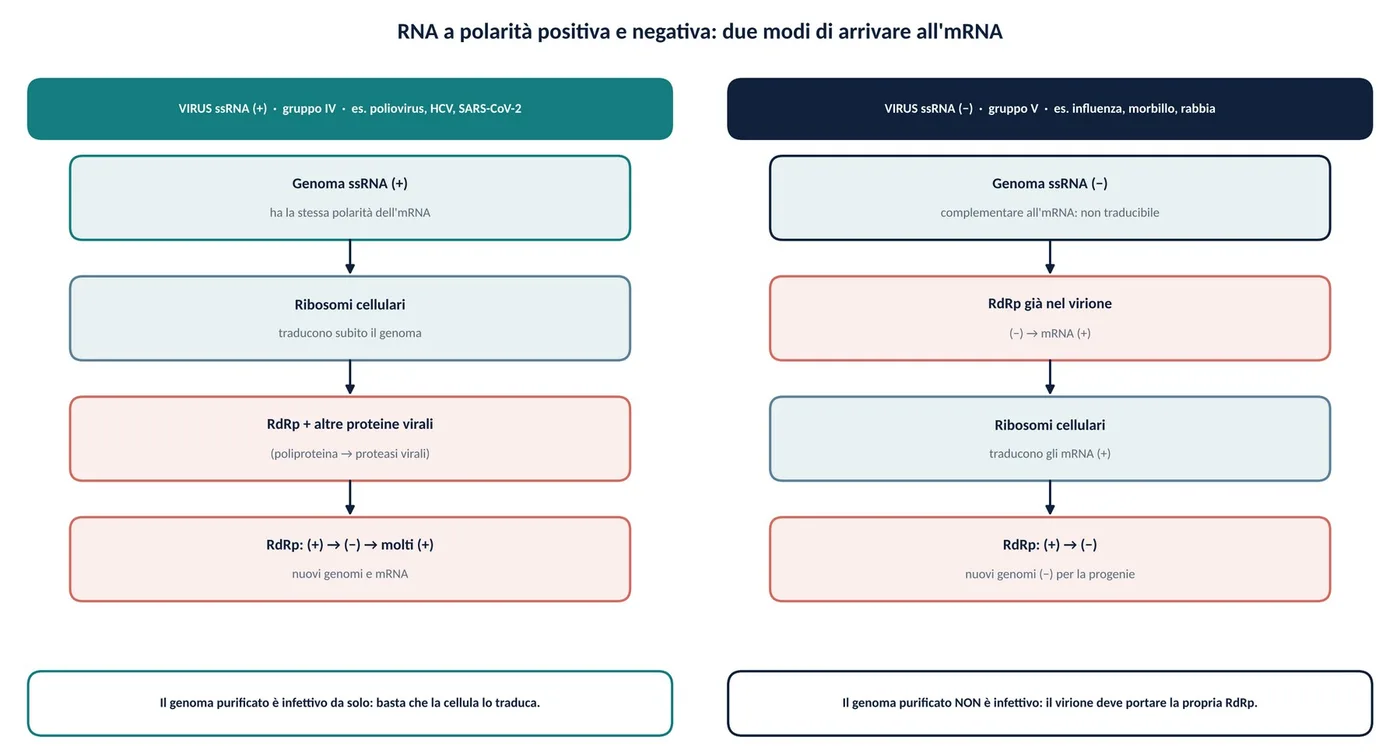 RNA a polarità positiva e negativa: due modi di arrivare all'mRNA
VIRUS ssRNA (+) · gruppo IV · es. poliovirus, HCV, SARS-CoV-2
Genoma ssRNA (+)
ha la stessa polarità dell'mRNA
Ribosomi cellulari
traducono subito il genoma
RdRp + altre proteine virali
(poliproteina → proteasi virali)
RdRp: (+) → (−) → molti (+)
nuovi genomi e mRNA
Il genoma purificato è infettivo da solo: basta che la cellula lo traduca.
VIRUS ssRNA (−) · gruppo V · es. influenza, morbillo, rabbia
Genoma ssRNA (−)
complementare all'mRNA: non traducibile
RdRp già nel virione
(−) → mRNA (+)
Ribosomi cellulari
traducono gli mRNA (+)
RdRp: (+) → (−)
nuovi genomi (−) per la progenie
Il genoma purificato NON è infettivo: il virione deve portare la propria RdRp.